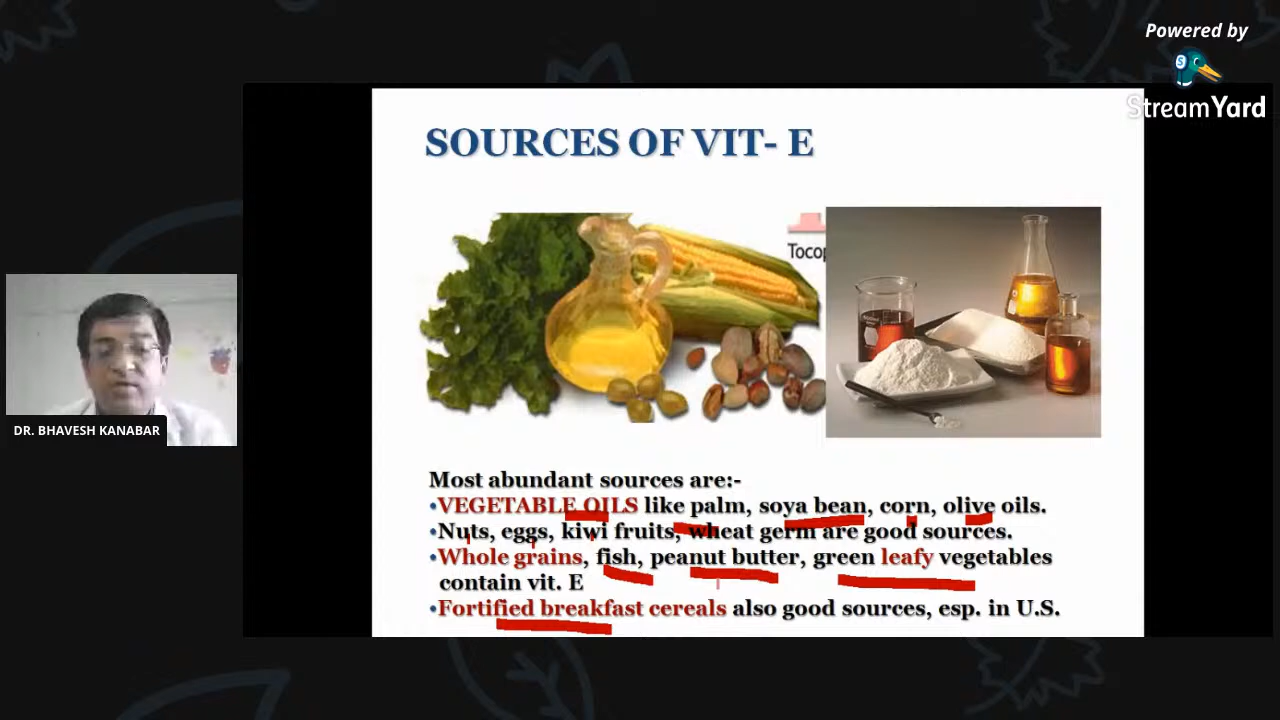 Powered by
StreamYard
SOURCES OF VIT- E
DR. BHAVESH KANABAR
Most abundant sources are:-
•VEGETABLE OILS like palm, soya bean, corn, olive oils.
•Nuts, eggs, kiwi fruits, wheat germ are good sources.
•Whole grains, fish, peanut butter, green leafy vegetables
contain vit. E
•Fortified breakfast cereals also good sources, esp. in U.S.